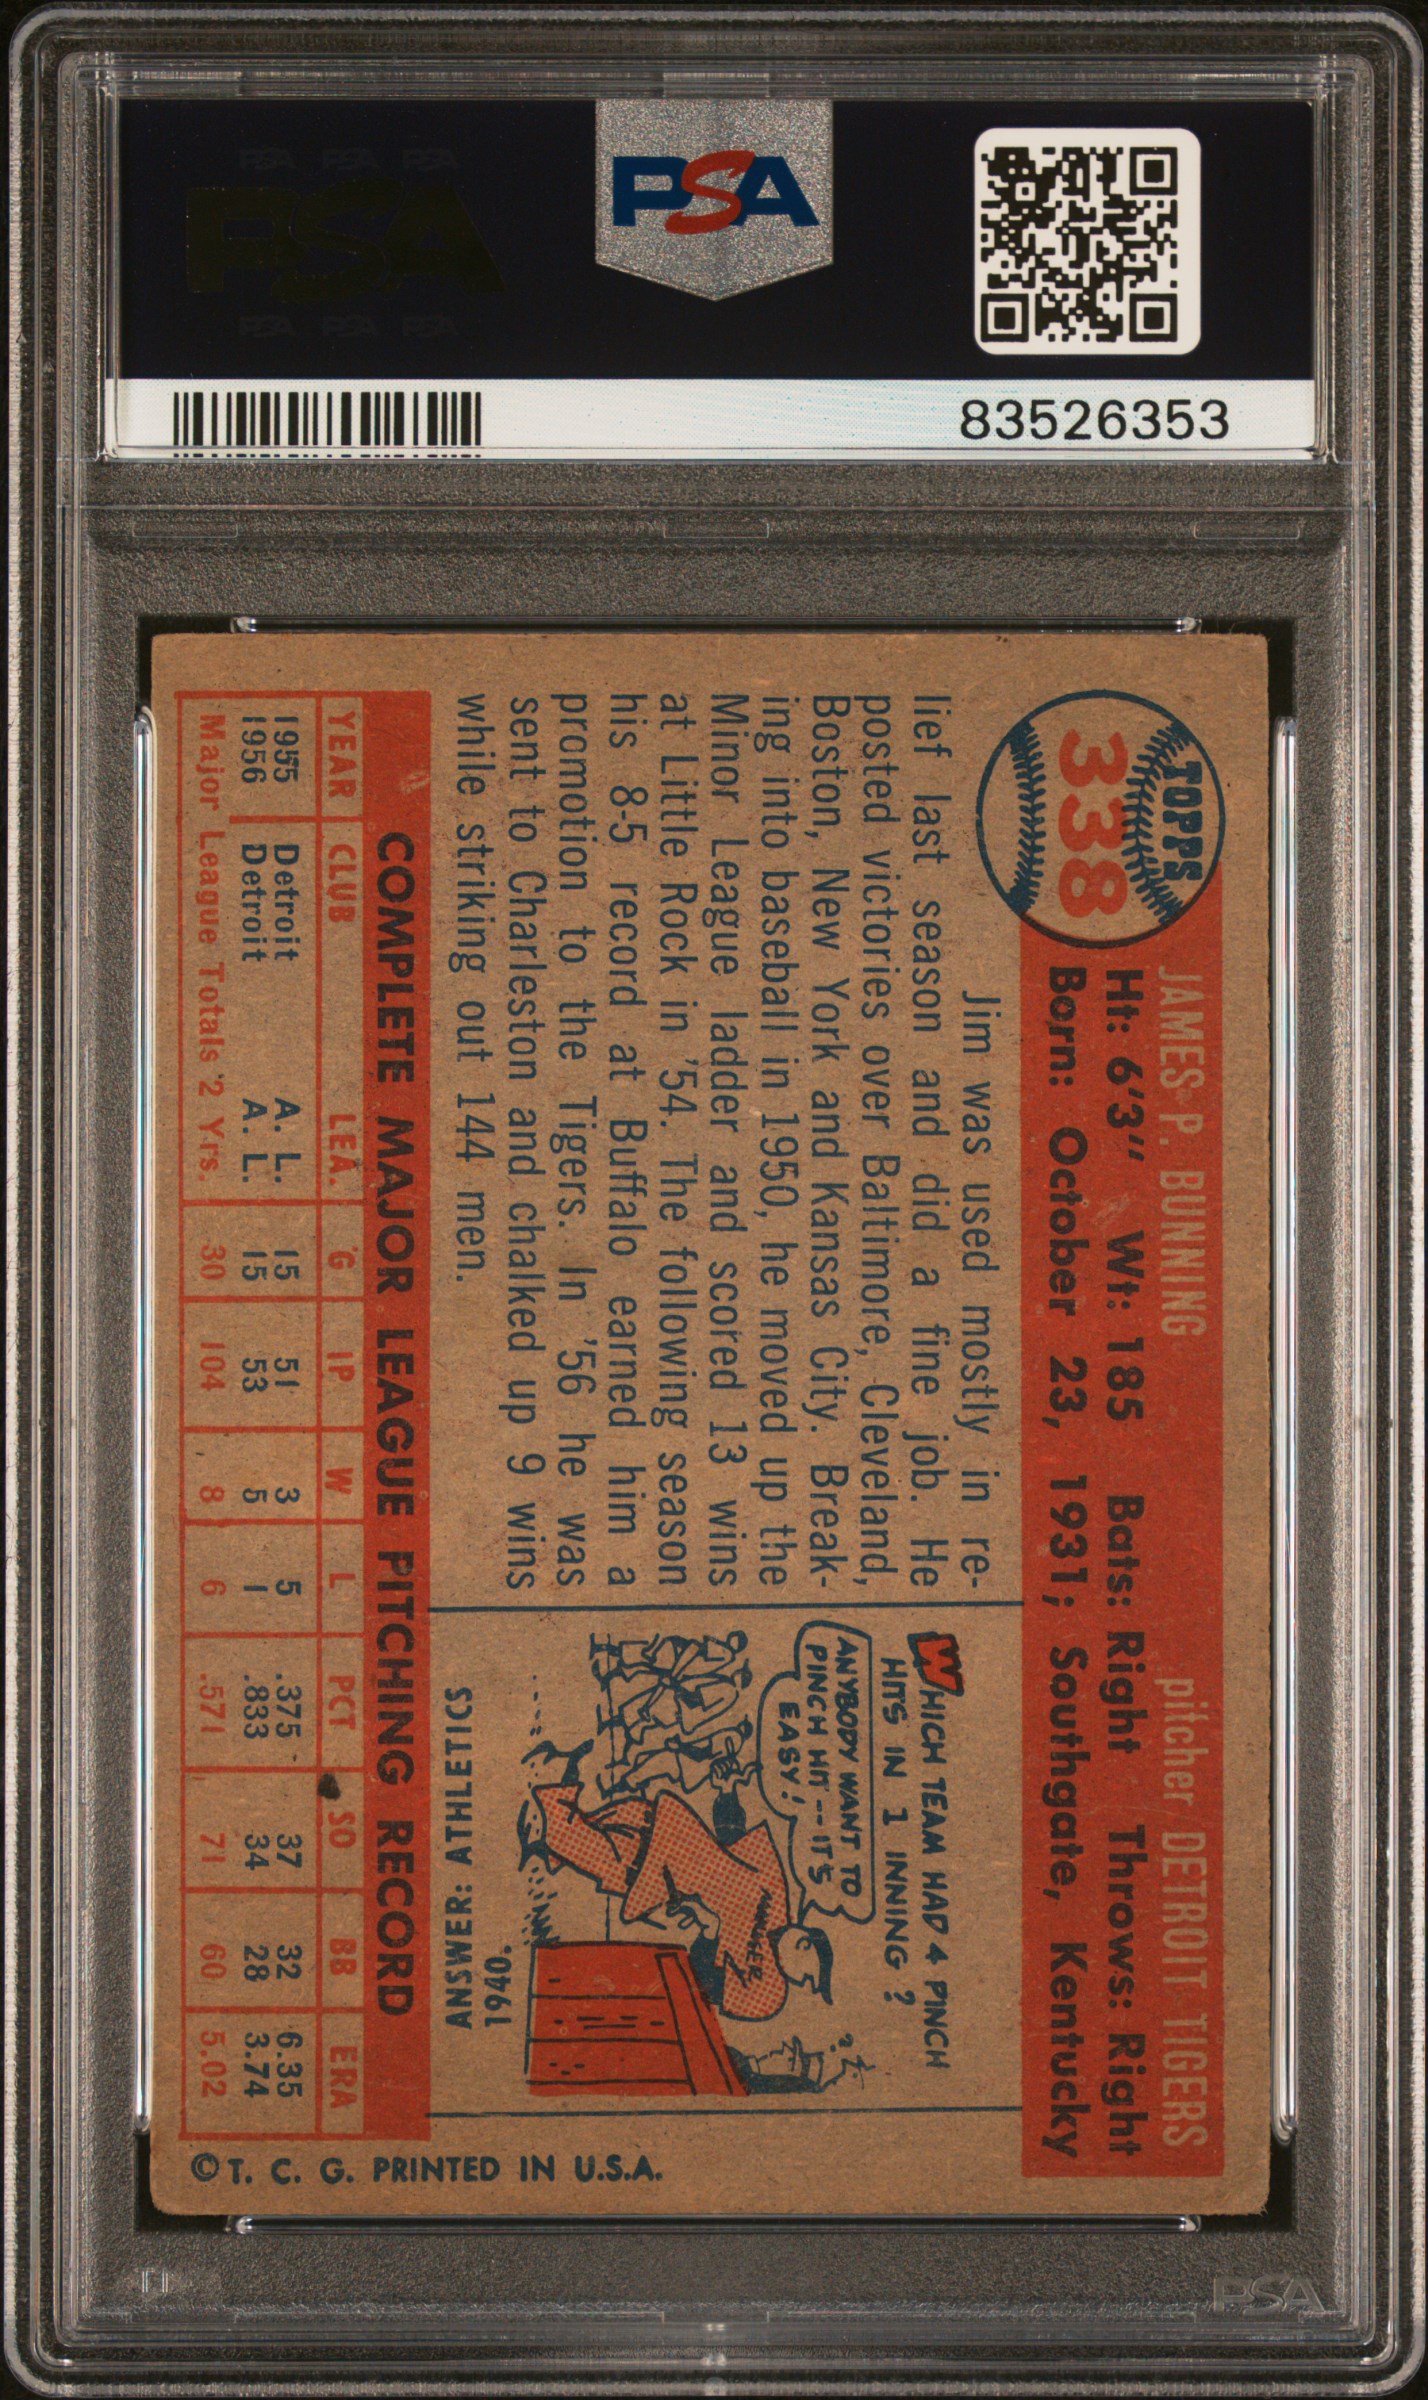 PSA PSA PSA
PSA
PSA PSA PSA
PSA
83526353
TOPPS
338
JAMES P. BUNNING pitcher, DETROIT TIGERS
Ht: 6'3" Wt: 185 Bats: Right Throws: Right
Born: October 23, 1931; Southgate, Kentucky
Jim was used mostly in re-
lief last season and did a fine job. He
posted victories over Baltimore, Cleveland,
Boston, New York and Kansas City. Break-
ing into baseball in 1950, he moved up the
Minor League ladder and scored 13 wins
at Little Rock in '54. The following season
his 8-5 record at Buffalo earned him a
promotion to the Tigers. In '56 he was
sent to Charleston and chalked up 9 wins
while striking out 144 men.
WHICH TEAM HAD 4 PINCH
HITS IN 1 INNING?
ANYBODY WANT TO
PINCH HIT -- IT'S
EASY!
MANAGER
? ?
ANSWER: ATHLETICS
1940.
COMPLETE MAJOR LEAGUE PITCHING RECORD
YEAR CLUB LEA. G IP W L PCT SO BB ERA
1955 Detroit A. L. 15 51 3 5 .375 37 32 6.35
1956 Detroit A. L. 15 53 5 1 .833 34 28 3.74
Major League Totals 2 Yrs. 30 104 8 6 .571 71 60 5.02
© T. C. G. PRINTED IN U.S.A.
PSA